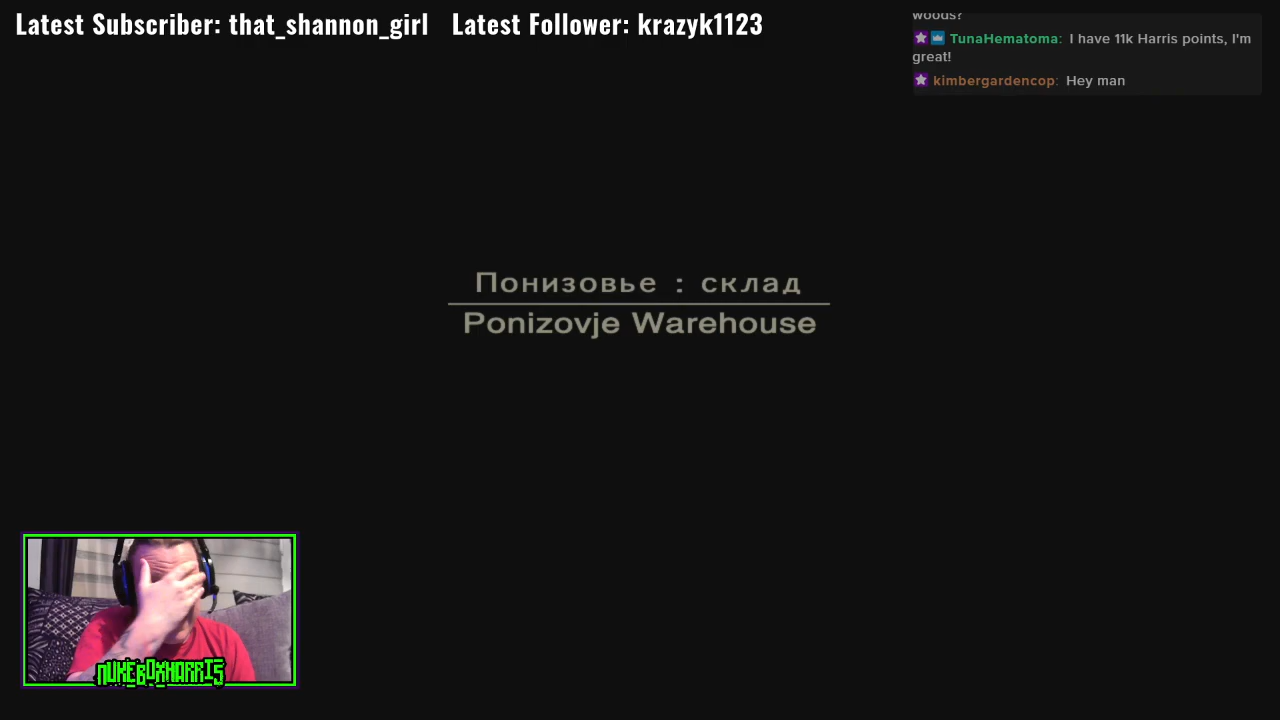 Latest Subscriber: that_shannon_girl Latest Follower: krazyk1123
woods?
TunaHematoma: I have 11k Harris points, I'm
great!
kimbergardencop: Hey man
Понизовье : склад
Ponizovje Warehouse
NUKEBOXHARRIS